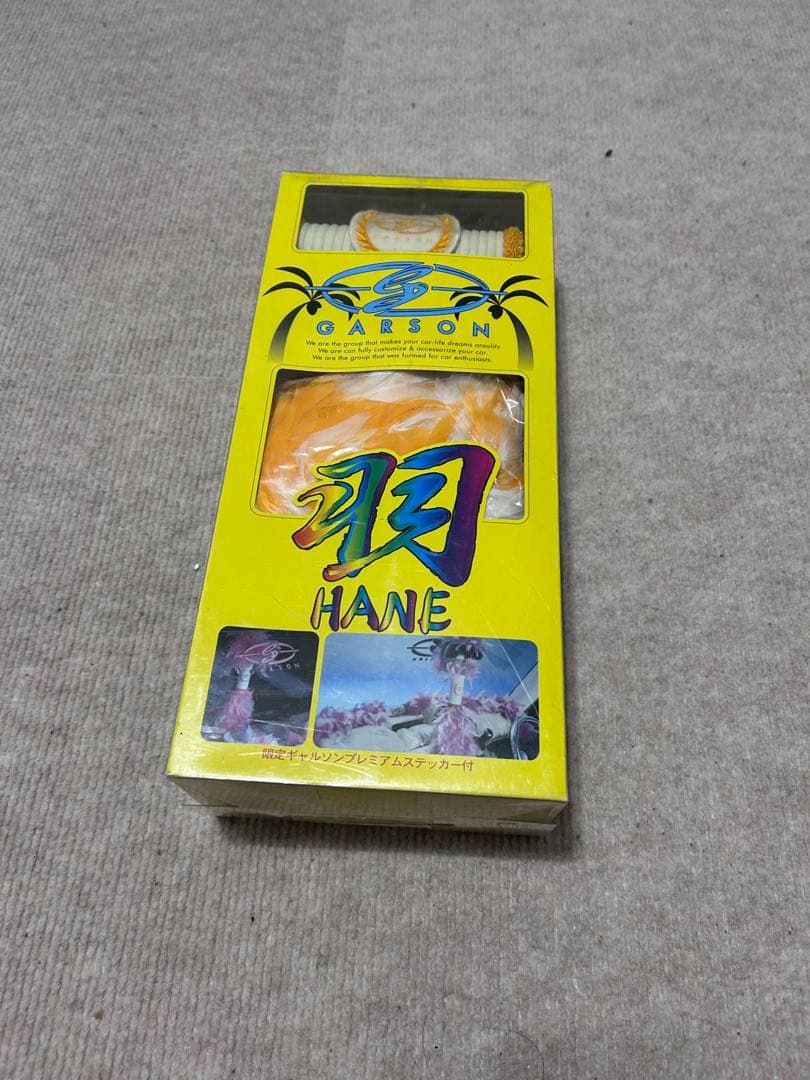 GARSON
We are the group that makes your car-life dreams areality.
We are can fully customize & accessorize your car.
We are the group that was formed for car enthusiasts.
羽
HANE
GARSON
限定ギャルソンプレミアムステッカー付